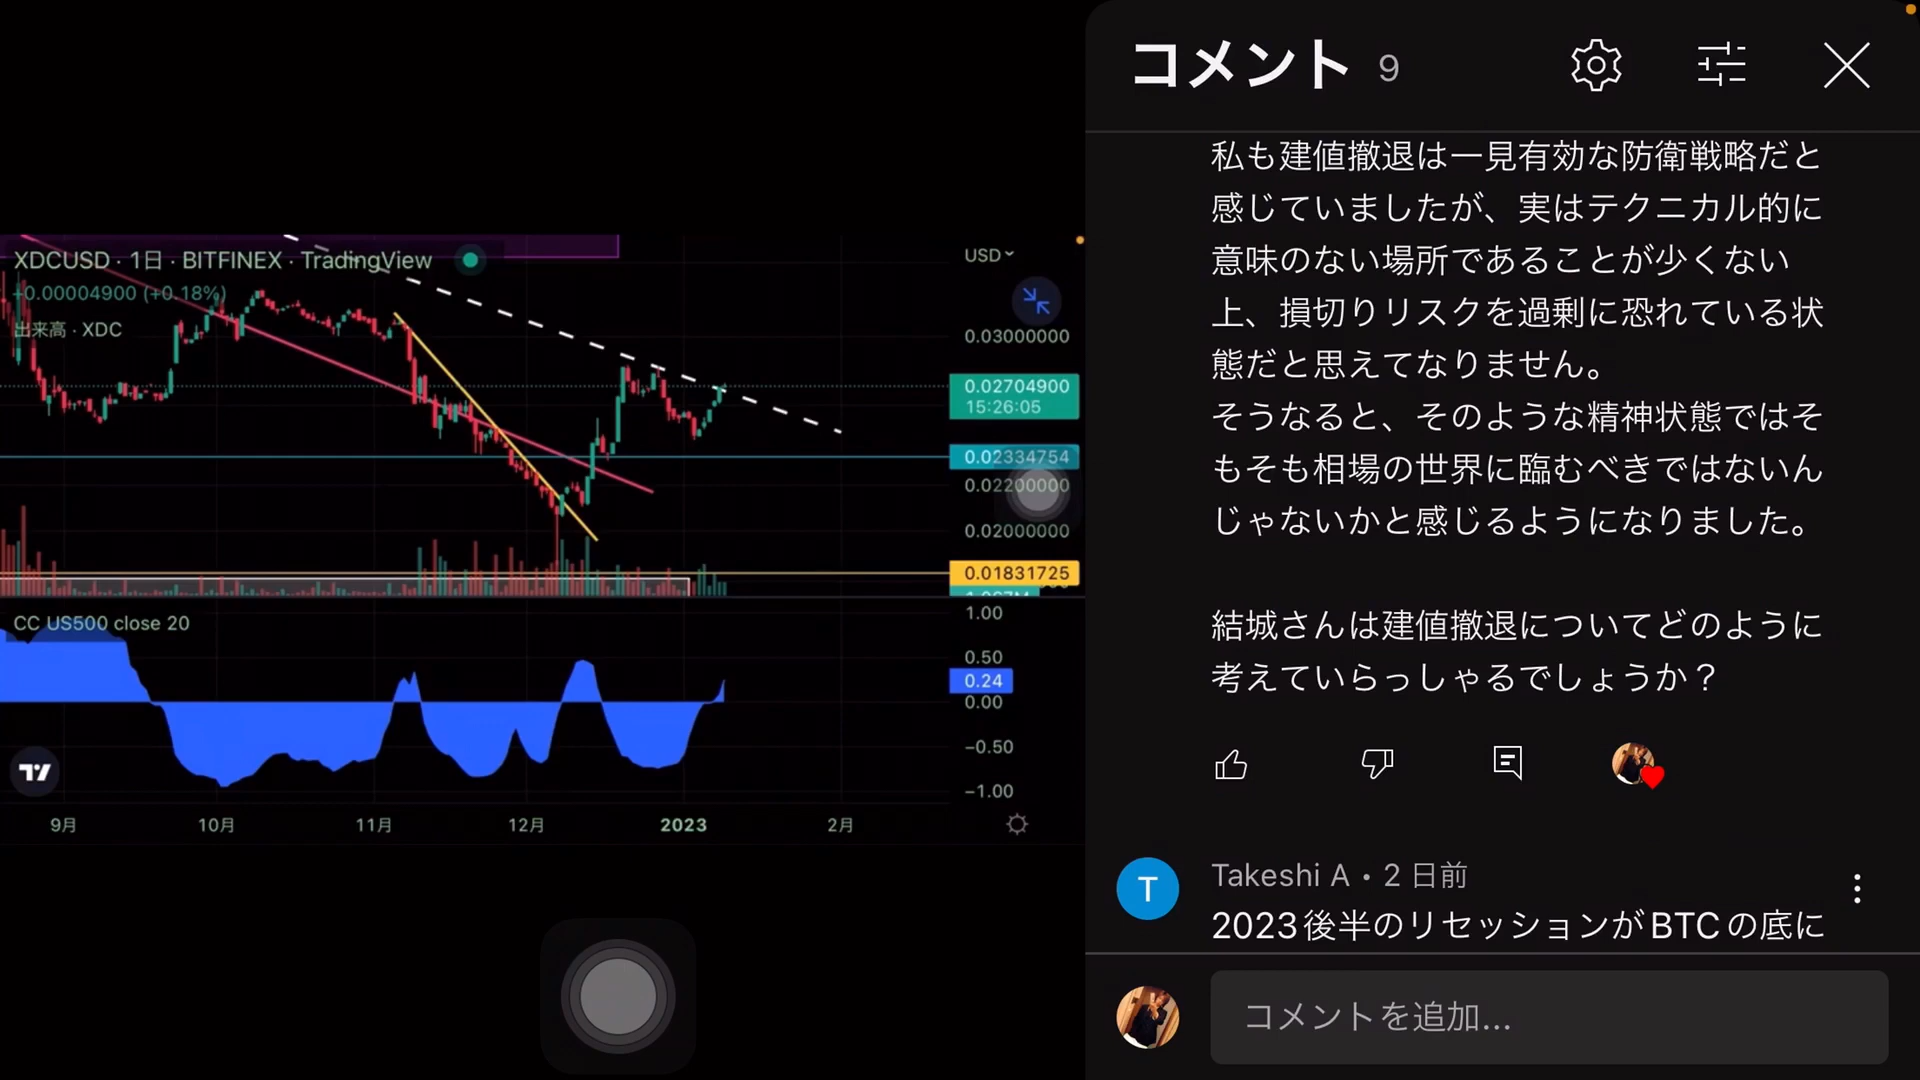 XDCUSD · 1日 · BITFINEX · TradingView
+0.00004900 (+0.18%)
出来高 · XDC
USD
0.03000000
0.02704900
15:26:05
0.02334754
0.02200000
0.02000000
0.01831725
CC US500 close 20
1.00
0.50
0.24
0.00
−0.50
−1.00
9月
10月
11月
12月
2023
2月
コメント 9
私も建値撤退は一見有効な防衛戦略だと
感じていましたが、実はテクニカル的に
意味のない場所であることが少くない
上、損切りリスクを過剰に恐れている状
態だと思えてなりません。
そうなると、そのような精神状態ではそ
もそも相場の世界に臨むべきではないん
じゃないかと感じるようになりました。
結城さんは建値撤退についてどのように
考えていらっしゃるでしょうか？
T
Takeshi A • 2 日前
2023後半のリセッションがBTCの底に
コメントを追加...